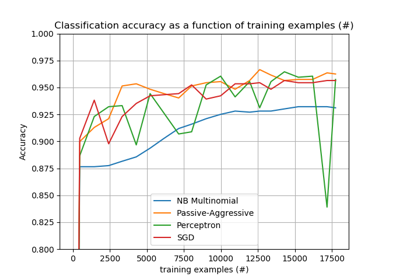 Classification accuracy as a function of training examples (#)
1.000
0.975
0.950
0.925
0.900
0.875
0.850
0.825
0.800
Accuracy
NB Multinomial
Passive-Aggressive
Perceptron
SGD
0 2500 5000 7500 10000 12500 15000 17500
training examples (#)